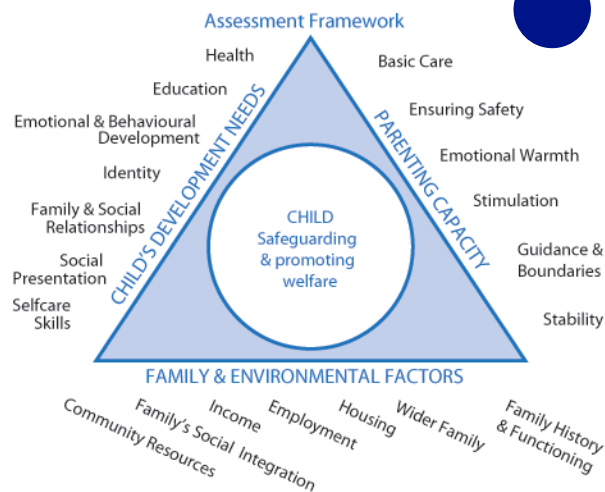 Assessment Framework
Health
Education
Emotional & Behavioural
Development
Identity
Family & Social
Relationships
Social
Presentation
Selfcare
Skills
CHILD'S DEVELOPMENT NEEDS
CHILD
Safeguarding
& promoting
welfare
PARENTING CAPACITY
Basic Care
Ensuring Safety
Emotional Warmth
Stimulation
Guidance &
Boundaries
Stability
FAMILY & ENVIRONMENTAL FACTORS
Community Resources
Family's Social Integration
Income
Employment
Housing
Wider Family
Family History
& Functioning